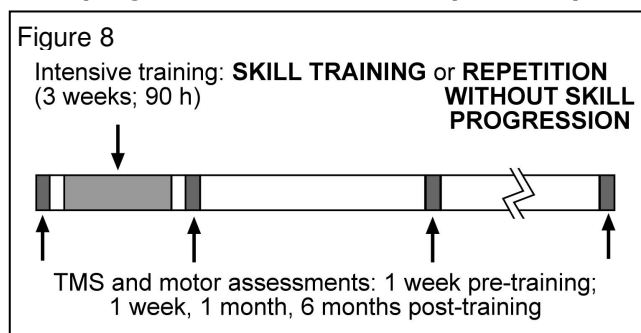 Figure 8
Intensive training: SKILL TRAINING or REPETITION
(3 weeks; 90 h) WITHOUT SKILL
PROGRESSION
TMS and motor assessments: 1 week pre-training;
1 week, 1 month, 6 months post-training